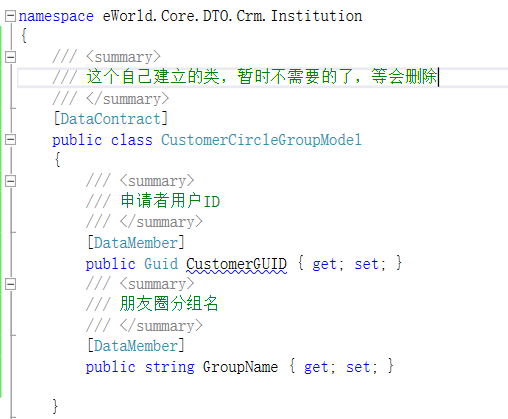 namespace eWorld.Core.DTO.Crm.Institution
{
/// <summary>
/// 这个自己建立的类，暂时不需要的了，等会删除
/// </summary>
[DataContract]
public class CustomerCircleGroupModel
{
/// <summary>
/// 申请者用户ID
/// </summary>
[DataMember]
public Guid CustomerGUID { get; set; }
/// <summary>
/// 朋友圈分组名
/// </summary>
[DataMember]
public string GroupName { get; set; }
}